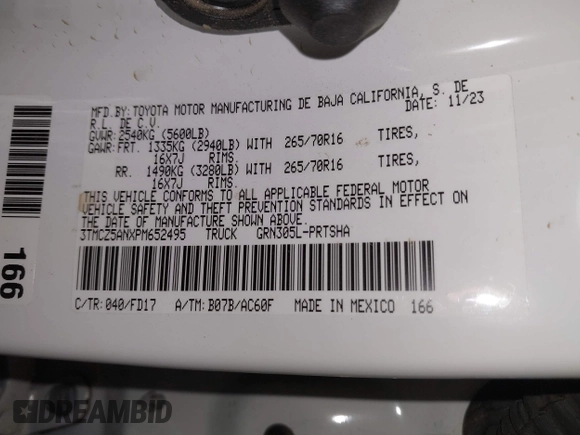 MFD.BY:TOYOTA MOTOR MANUFACTURING DE BAJA CALIFORNIA, S. DE
R.L. DE C.V. DATE: 11/23
GVWR:2540KG (5600LB)
GAWR:FRT. 1335KG (2940LB) WITH 265/70R16 TIRES,
16X7J RIMS.
RR. 1490KG (3280LB) WITH 265/70R16 TIRES,
16X7J RIMS.
THIS VEHICLE CONFORMS TO ALL APPLICABLE FEDERAL MOTOR
VEHICLE SAFETY AND THEFT PREVENTION STANDARDS IN EFFECT ON
THE DATE OF MANUFACTURE SHOWN ABOVE.
3TMCZ5ANXPM652495 TRUCK GRN305L-PRTSHA
C/TR: 040/FD17 A/TM: B07B/AC60F MADE IN MEXICO 166
166
DREAMBID